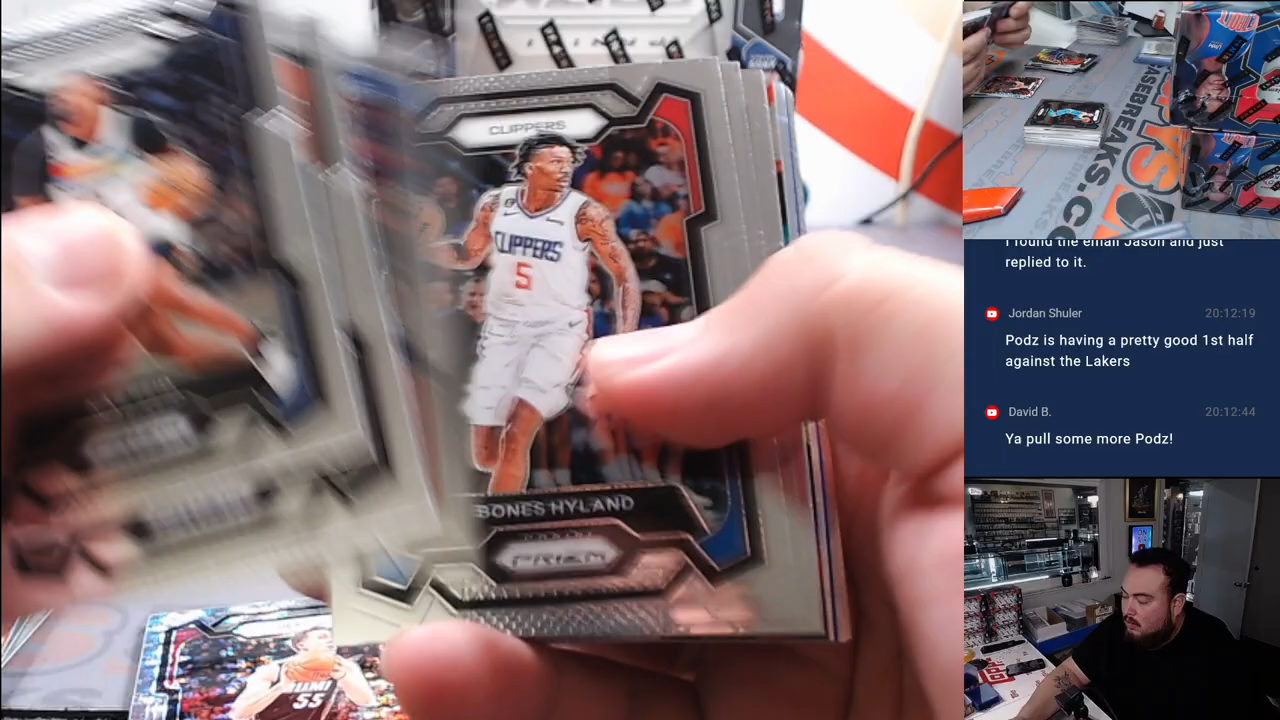 CLIPPERS
CLIPPERS
5
BONES HYLAND
PRIZM
MIAMI
55
ASEBREAKS.C
I found the email Jason and just
replied to it.
Jordan Shuler 20:12:19
Podz is having a pretty good 1st half
against the Lakers
David B. 20:12:44
Ya pull some more Podz!